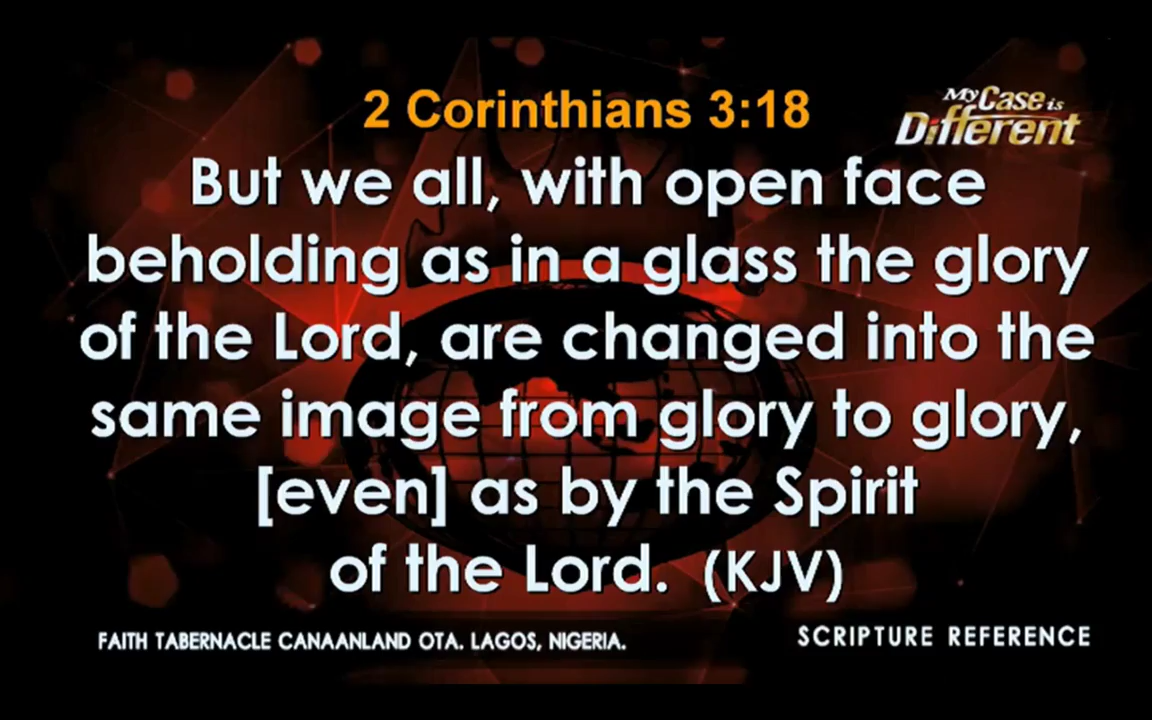 2 Corinthians 3:18
My Case is
Different
But we all, with open face
beholding as in a glass the glory
of the Lord, are changed into the
same image from glory to glory,
[even] as by the Spirit
of the Lord. (KJV)
FAITH TABERNACLE CANAANLAND OTA. LAGOS, NIGERIA.
SCRIPTURE REFERENCE